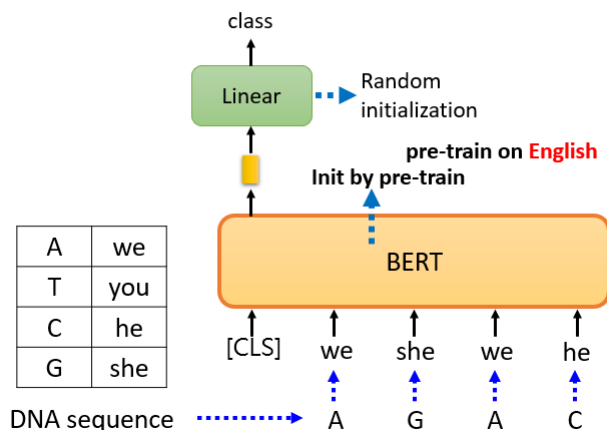 class
Linear
Random
initialization
pre-train on English
Init by pre-train
BERT
A we
T you
C he
G she
[CLS] we she we he
DNA sequence A G A C